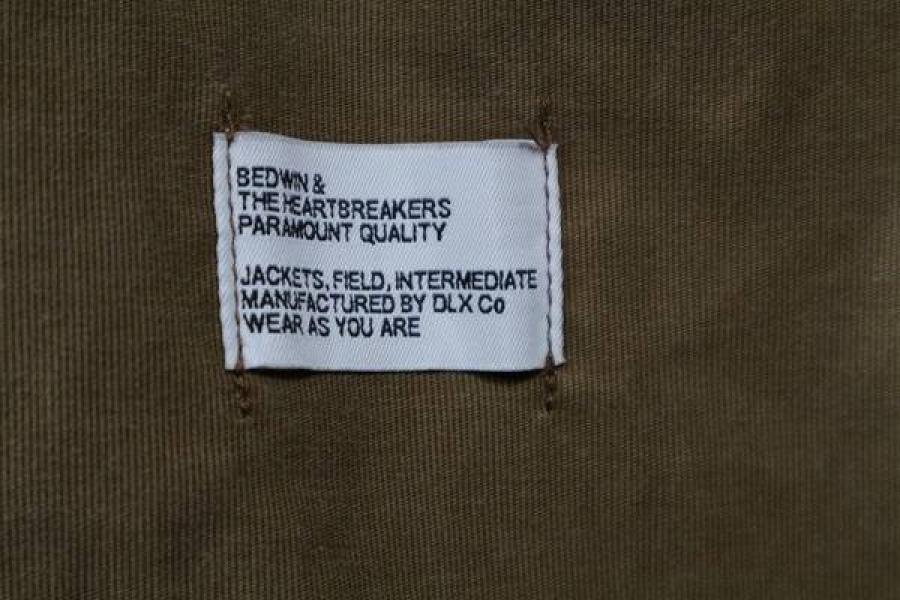 BEDWIN &
THE HEARTBREAKERS
PARAMOUNT QUALITY
JACKETS, FIELD, INTERMEDIATE
MANUFACTURED BY DLX Co
WEAR AS YOU ARE